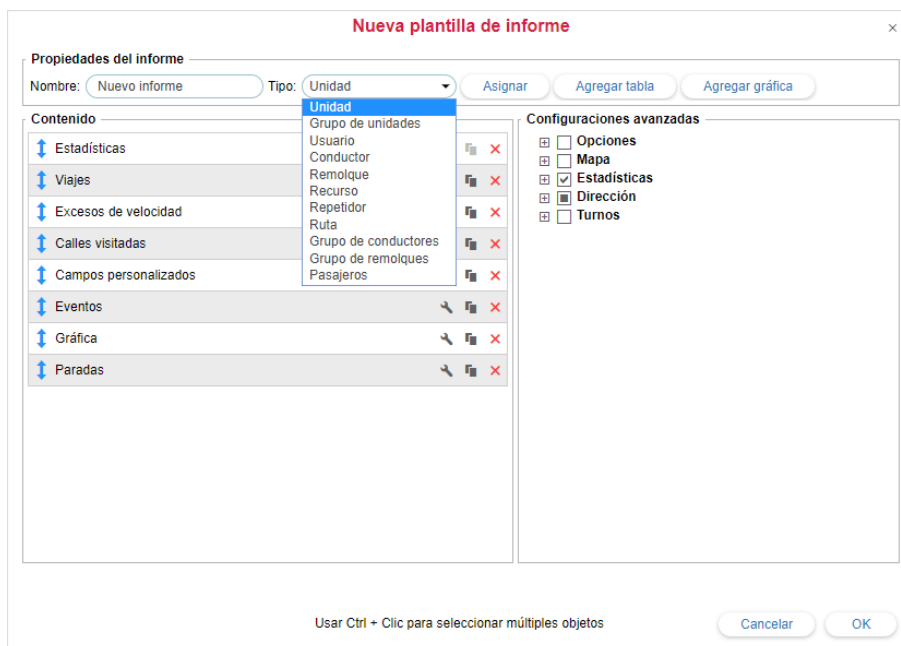 Nueva plantilla de informe
Propiedades del informe
Nombre: Nuevo informe Tipo: Unidad Asignar Agregar tabla Agregar gráfica
Unidad
Grupo de unidades
Usuario
Conductor
Remolque
Recurso
Repetidor
Ruta
Grupo de conductores
Grupo de remolques
Pasajeros
Contenido
Estadísticas
Viajes
Excesos de velocidad
Calles visitadas
Campos personalizados
Eventos
Gráfica
Paradas
Configuraciones avanzadas
Opciones
Mapa
Estadísticas
Dirección
Turnos
Usar Ctrl + Clic para seleccionar múltiples objetos
Cancelar OK